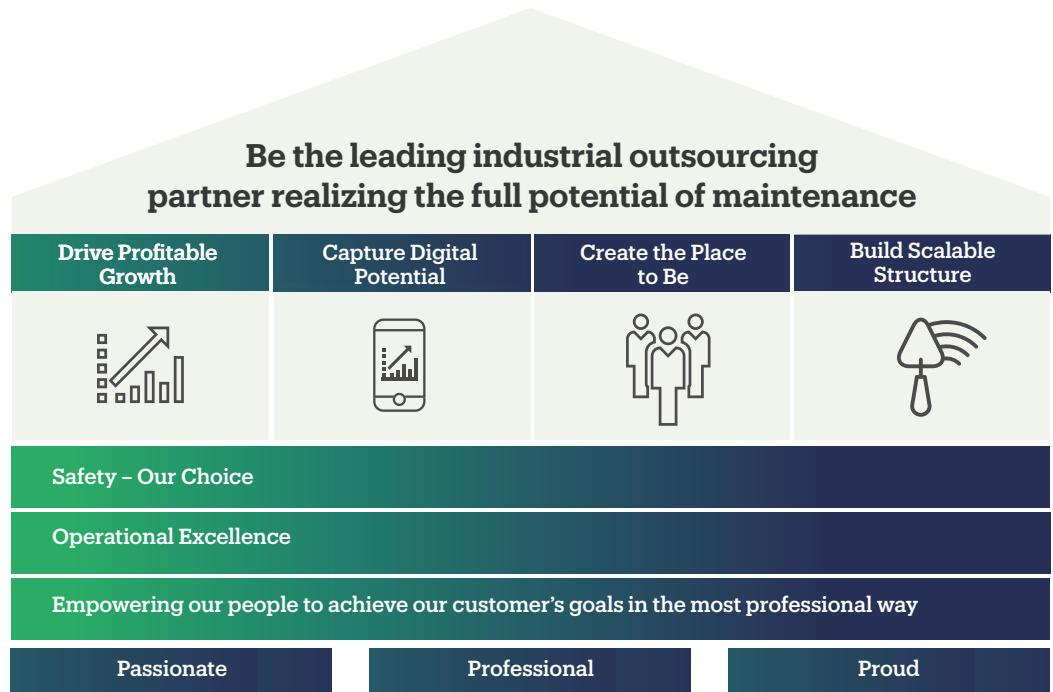 Be the leading industrial outsourcing
partner realizing the full potential of maintenance
Drive Profitable
Growth
Capture Digital
Potential
Create the Place
to Be
Build Scalable
Structure
Safety – Our Choice
Operational Excellence
Empowering our people to achieve our customer’s goals in the most professional way
Passionate
Professional
Proud